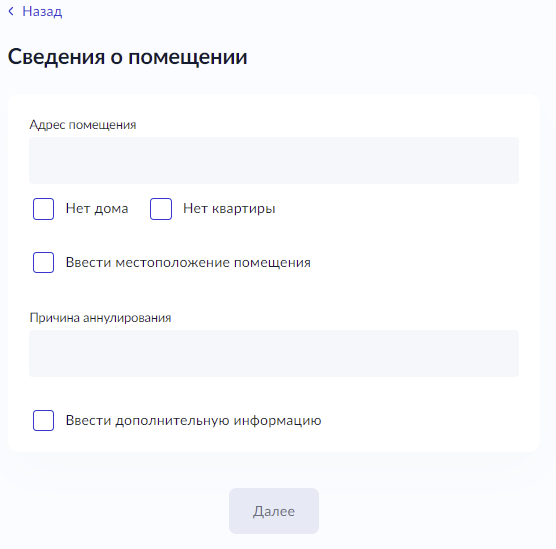 Назад
Сведения о помещении
Адрес помещения
Нет дома Нет квартиры
Ввести местоположение помещения
Причина аннулирования
Ввести дополнительную информацию
Далее